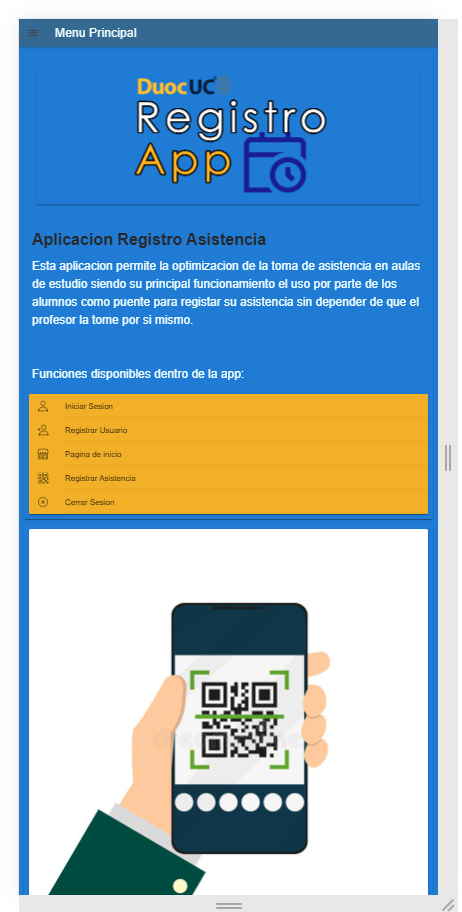 Menu Principal
DuocUC
Registro
App
Aplicacion Registro Asistencia
Esta aplicacion permite la optimizacion de la toma de asistencia en aulas
de estudio siendo su principal funcionamiento el uso por parte de los
alumnos como puente para registar su asistencia sin depender de que el
profesor la tome por si mismo.
Funciones disponibles dentro de la app:
Iniciar Sesion
Registrar Usuario
Pagina de inicio
Registrar Asistencia
Cerrar Sesion